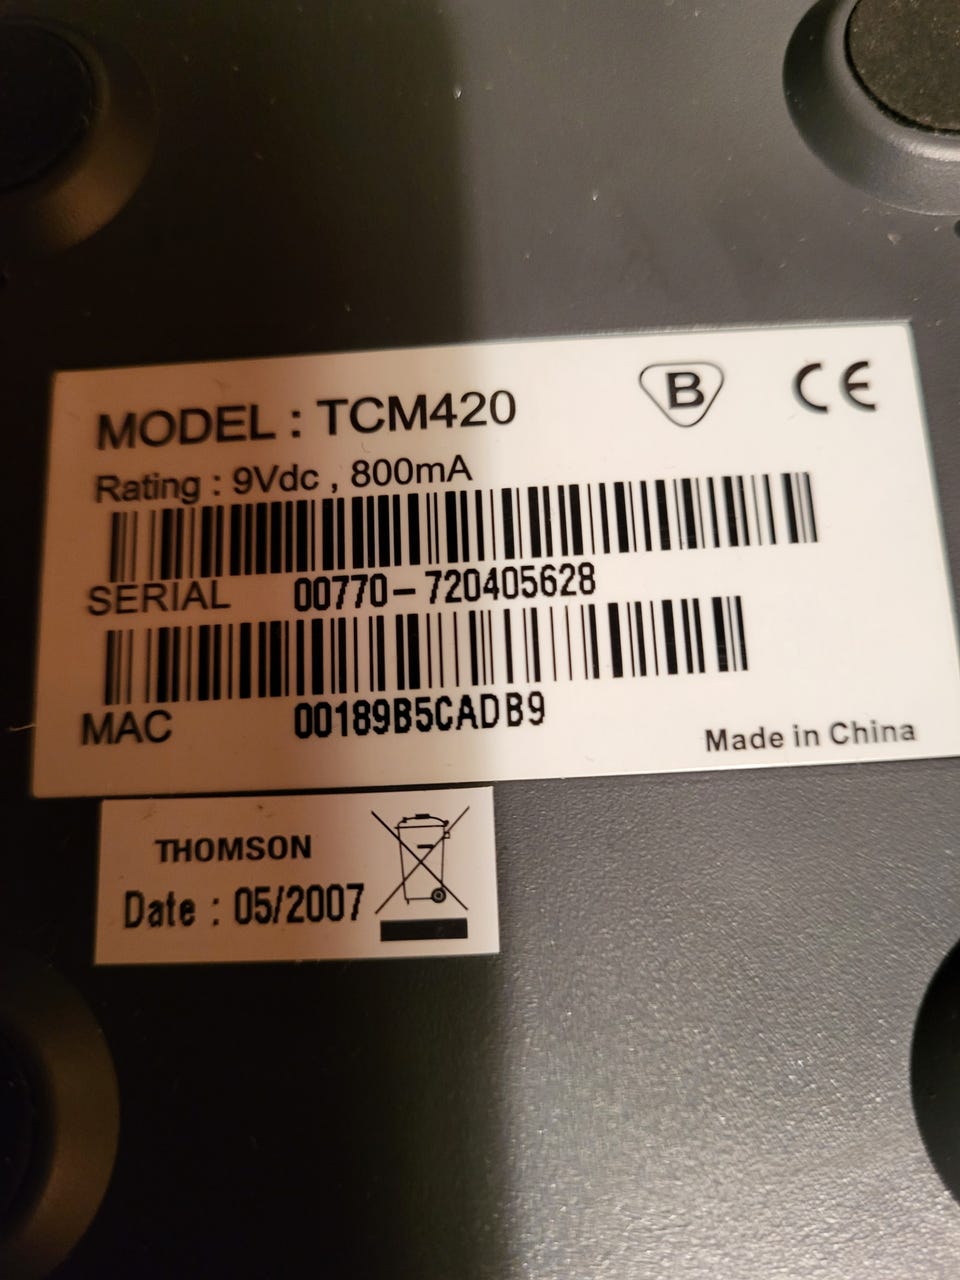 MODEL : TCM420
B
CE
Rating : 9Vdc , 800mA
SERIAL 00770-720405628
MAC 00189B5CADB9
Made in China
THOMSON
Date : 05/2007